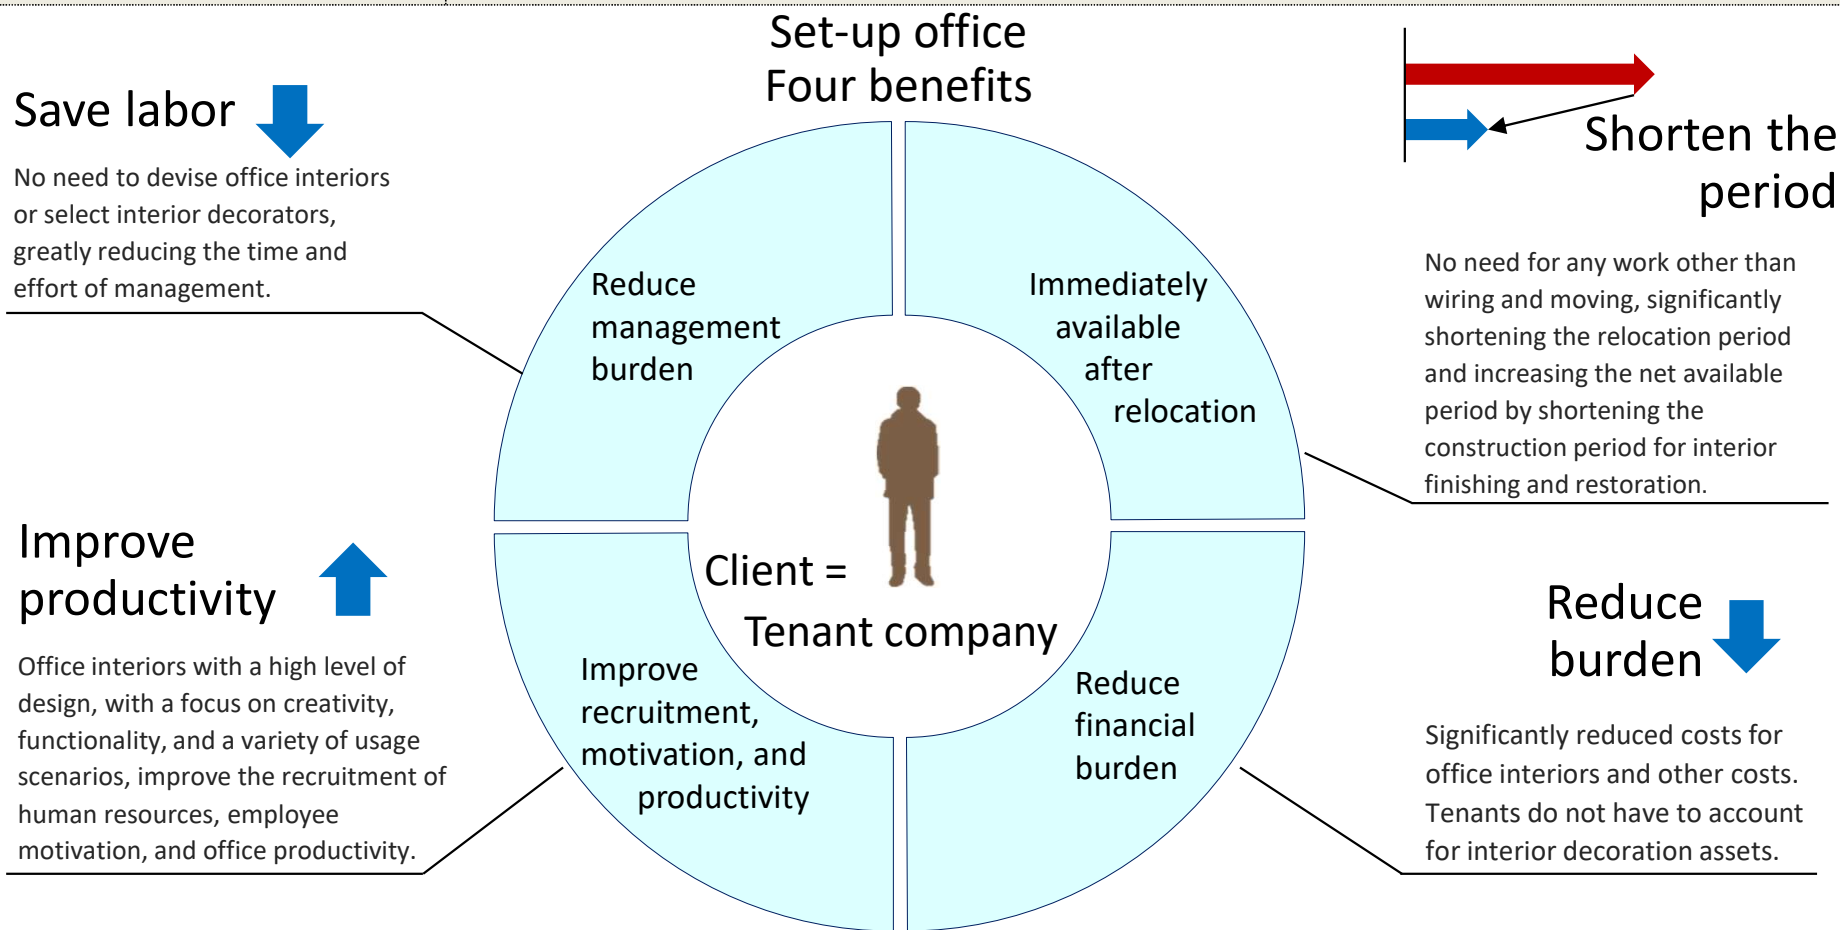 Set-up office
Four benefits
Save labor
No need to devise office interiors
or select interior decorators,
greatly reducing the time and
effort of management.
Shorten the
period
No need for any work other than
wiring and moving, significantly
shortening the relocation period
and increasing the net available
period by shortening the
construction period for interior
finishing and restoration.
Reduce
management
burden
Immediately
available
after
relocation
Client =
Tenant company
Improve
productivity
Office interiors with a high level of
design, with a focus on creativity,
functionality, and a variety of usage
scenarios, improve the recruitment of
human resources, employee
motivation, and office productivity.
Improve
recruitment,
motivation, and
productivity
Reduce
financial
burden
Reduce
burden
Significantly reduced costs for
office interiors and other costs.
Tenants do not have to account
for interior decoration assets.